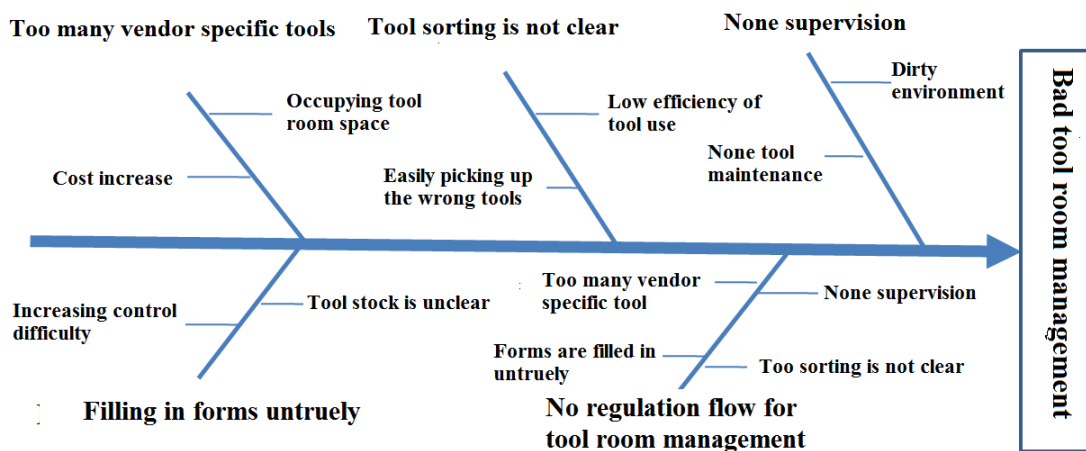 Too many vendor specific tools
Tool sorting is not clear
None supervision
Occupying tool
room space
Cost increase
Low efficiency of
tool use
Easily picking up
the wrong tools
Dirty
environment
None tool
maintenance
Bad tool room management
Increasing control
difficulty
Tool stock is unclear
Filling in forms untruely
Too many vendor
specific tool
None supervision
Forms are filled in
untruely
Too sorting is not clear
No regulation flow for
tool room management